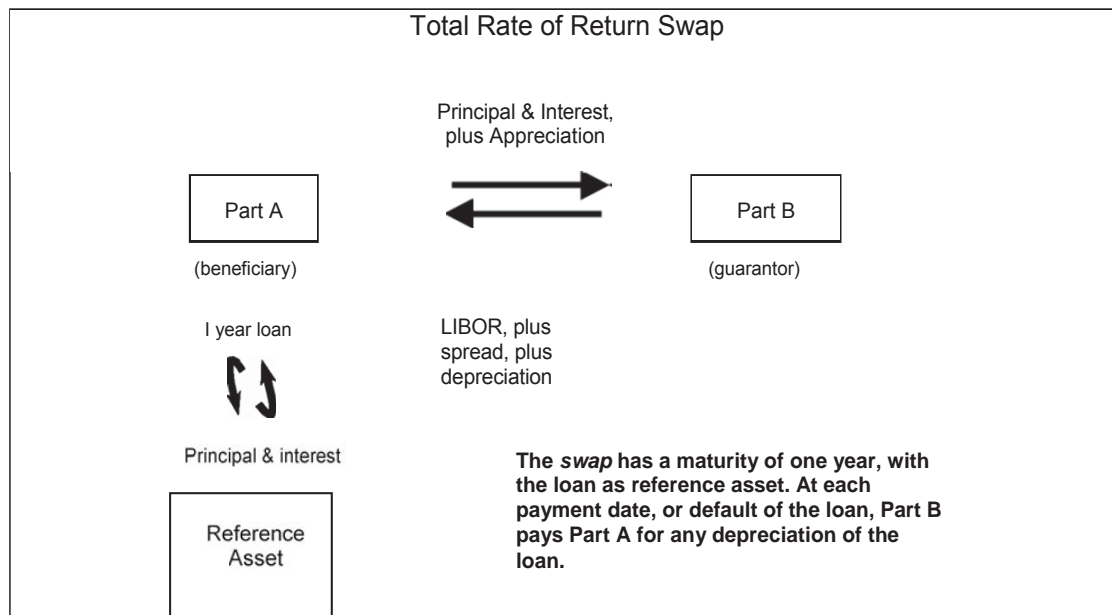 Total Rate of Return Swap
Principal & Interest,
plus Appreciation
Part A
Part B
(beneficiary)
(guarantor)
I year loan
LIBOR, plus
spread, plus
depreciation
Principal & interest
The swap has a maturity of one year, with
the loan as reference asset. At each
payment date, or default of the loan, Part B
pays Part A for any depreciation of the
loan.
Reference
Asset